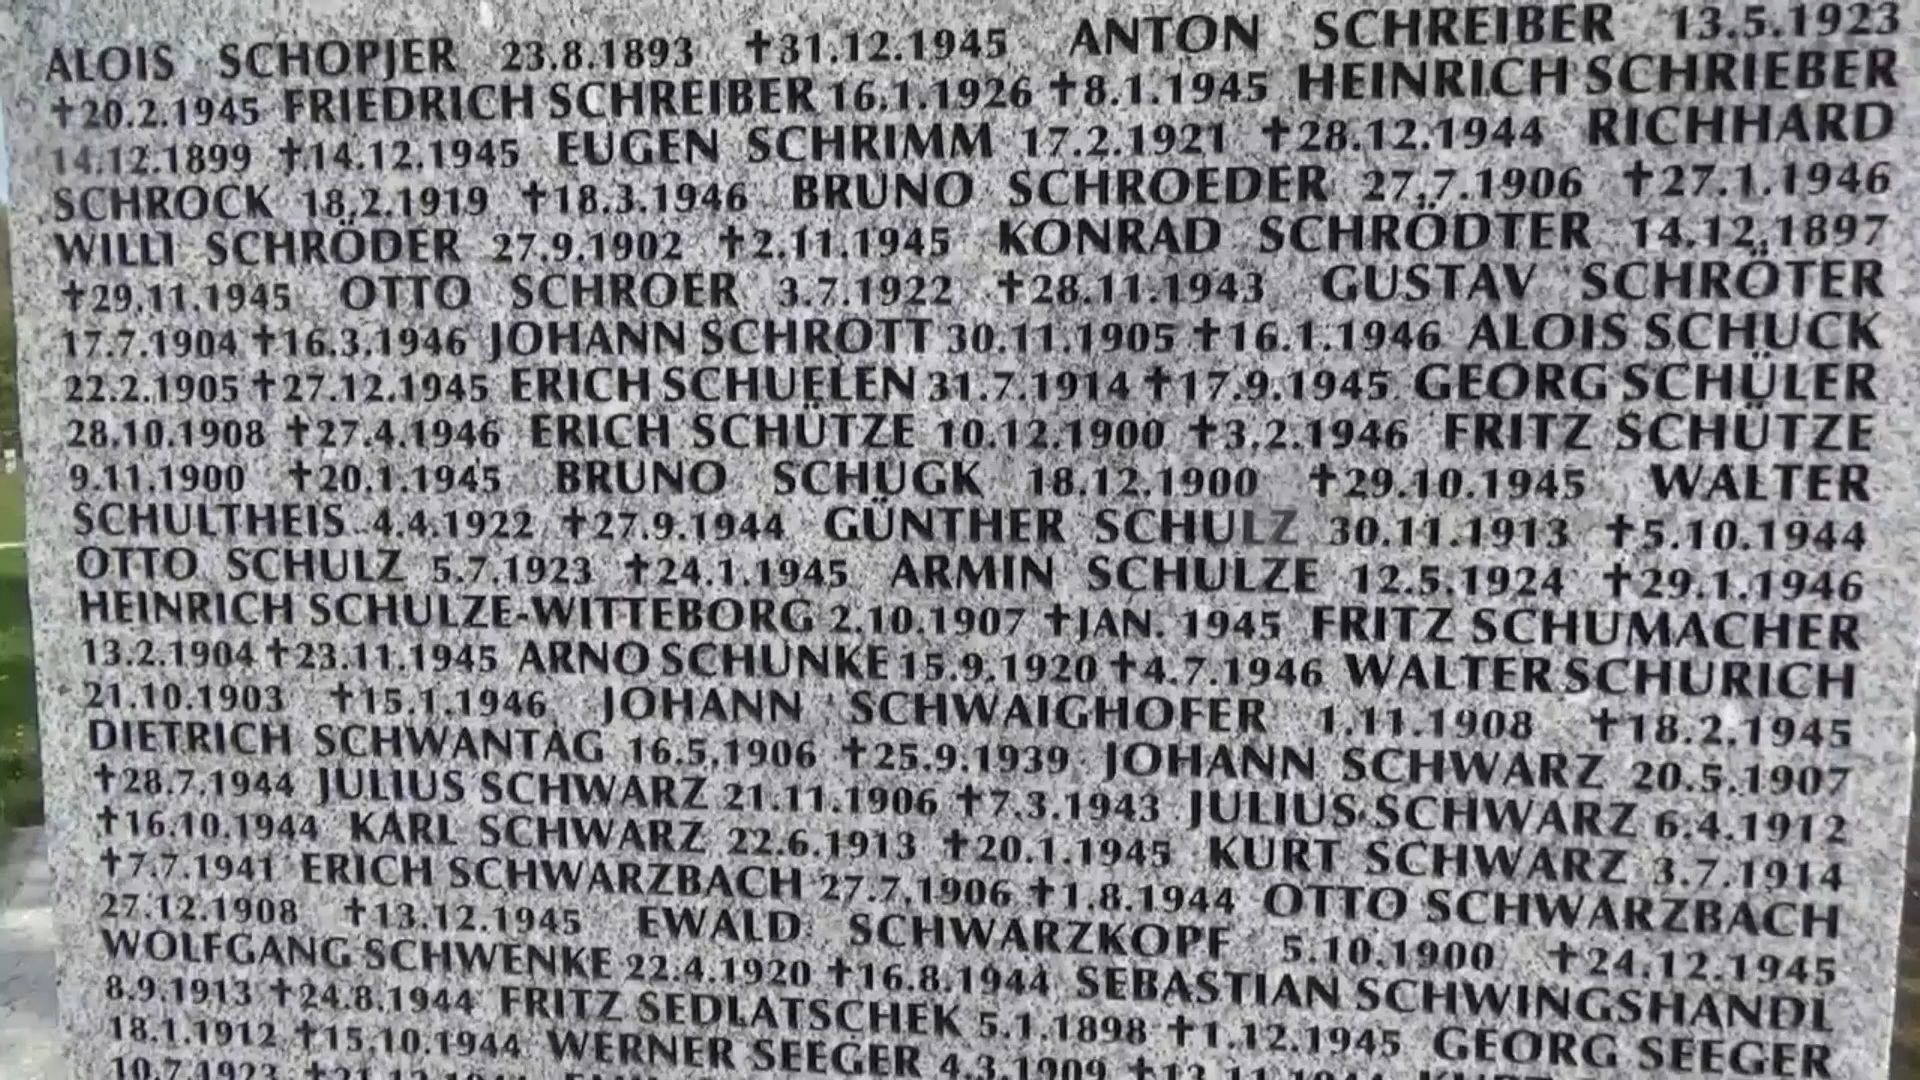 ALOIS SCHOPJER 23.8.1893 †31.12.1945 ANTON SCHREIBER 13.5.1923
†20.2.1945 FRIEDRICH SCHREIBER 16.1.1926 †8.1.1945 HEINRICH SCHRIEBER
14.12.1899 †14.12.1945 EUGEN SCHRIMM 17.2.1921 †28.12.1944 RICHHARD
SCHROCK 18.2.1919 †18.3.1946 BRUNO SCHROEDER 27.7.1906 †27.1.1946
WILLI SCHRÖDER 27.9.1902 †2.11.1945 KONRAD SCHRÖDTER 14.12.1897
†29.11.1945 OTTO SCHROER 3.7.1922 †28.11.1943 GUSTAV SCHRÖTER
17.7.1904 †16.3.1946 JOHANN SCHROTT 30.11.1905 †16.1.1946 ALOIS SCHUCK
22.2.1905 †27.12.1945 ERICH SCHUELEN 31.7.1914 †17.9.1945 GEORG SCHÜLER
28.10.1908 †27.4.1946 ERICH SCHÜTZE 10.12.1900 †3.2.1946 FRITZ SCHÜTZE
9.11.1900 †20.1.1945 BRUNO SCHUGK 18.12.1900 †29.10.1945 WALTER
SCHULTHEIS 4.4.1922 †27.9.1944 GÜNTHER SCHULZ 30.11.1913 †5.10.1944
OTTO SCHULZ 5.7.1923 †24.1.1945 ARMIN SCHULZE 12.5.1924 †29.1.1946
HEINRICH SCHULZE-WITTEBORG 2.10.1907 †JAN. 1945 FRITZ SCHUMACHER
13.2.1904 †23.11.1945 ARNO SCHUNKE 15.9.1920 †4.7.1946 WALTER SCHURICH
21.10.1903 †15.1.1946 JOHANN SCHWAIGHOFER 1.11.1908 †18.2.1945
DIETRICH SCHWANTAG 16.5.1906 †25.9.1939 JOHANN SCHWARZ 20.5.1907
†28.7.1944 JULIUS SCHWARZ 21.11.1906 †7.3.1943 JULIUS SCHWARZ 6.4.1912
†16.10.1944 KARL SCHWARZ 22.6.1913 †20.1.1945 KURT SCHWARZ 3.7.1914
†7.7.1941 ERICH SCHWARZBACH 27.7.1906 †1.8.1944 OTTO SCHWARZBACH
27.12.1908 †13.12.1945 EWALD SCHWARZKOPF 5.10.1900 †24.12.1945
WOLFGANG SCHWENKE 22.4.1920 †16.8.1944 SEBASTIAN SCHWINGSHANDL
8.9.1913 †24.8.1944 FRITZ SEDLATSCHEK 5.1.1898 †1.12.1945 GEORG SEEGER
18.1.1912 †15.10.1944 WERNER SEEGER 4.3.1909 †13.11.1944
10.7.1923